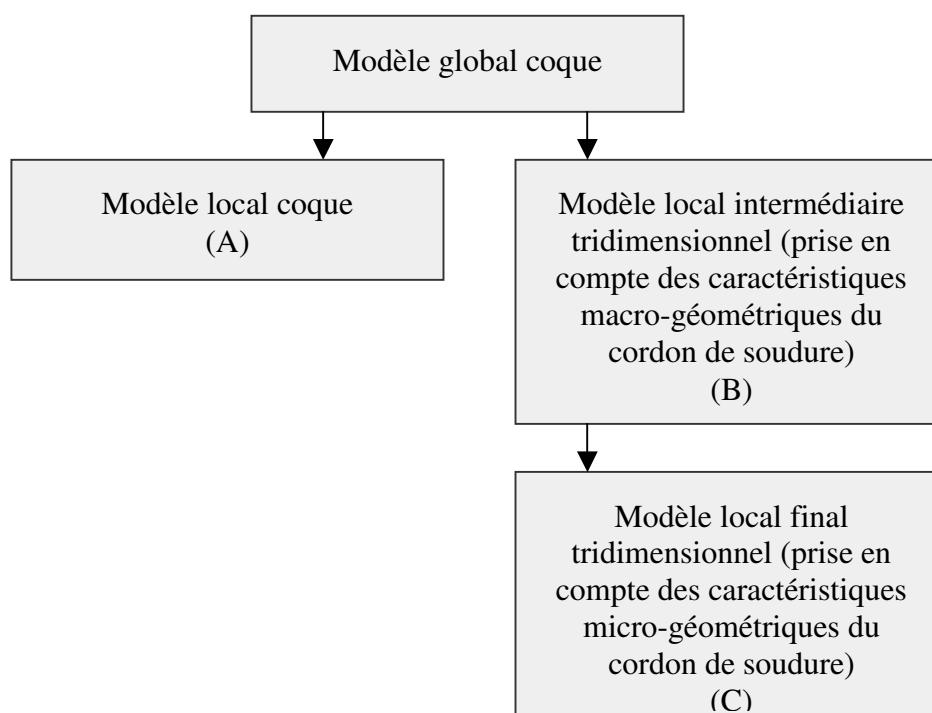 Modèle global coque
Modèle local coque
(A)
Modèle local intermédiaire
tridimensionnel (prise en
compte des caractéristiques
macro-géométriques du
cordon de soudure)
(B)
Modèle local final
tridimensionnel (prise en
compte des caractéristiques
micro-géométriques du
cordon de soudure)
(C)